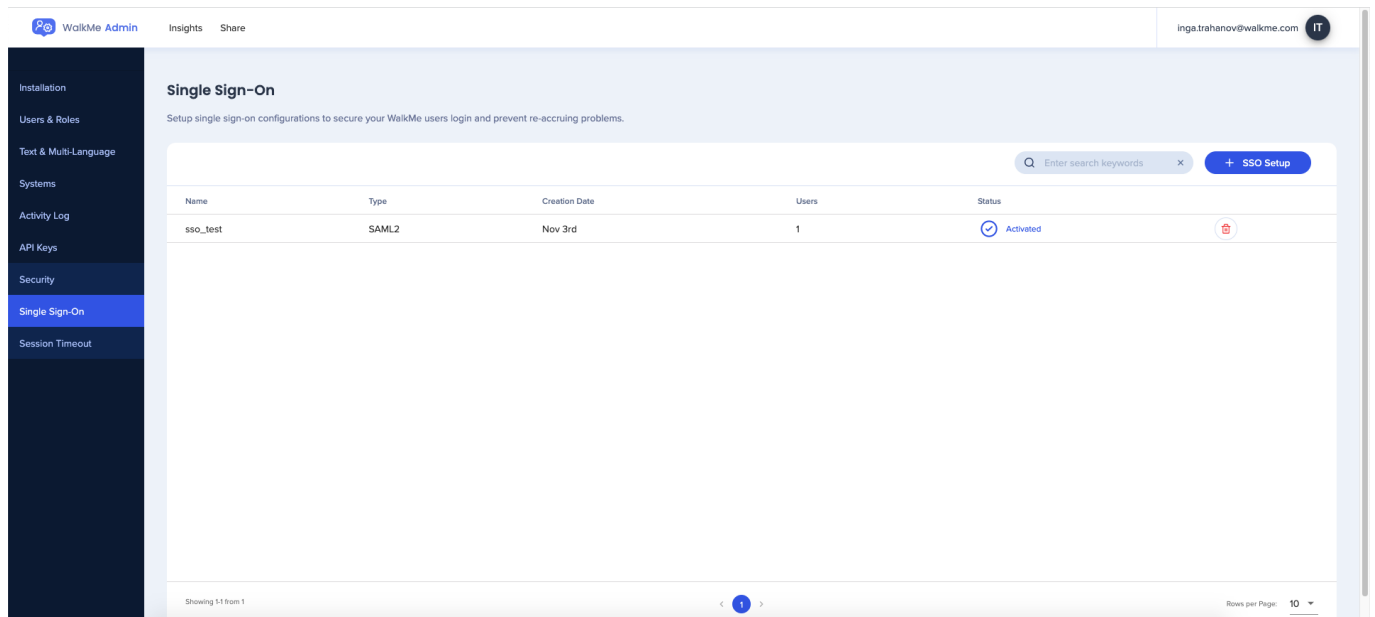 WalkMe Admin
Insights Share
inga.trahanov@walkme.com IT
Installation
Users & Roles
Text & Multi-Language
Systems
Activity Log
API Keys
Security
Single Sign-On
Session Timeout
Single Sign-On
Setup single sign-on configurations to secure your WalkMe users login and prevent re-accruing problems.
Enter search keywords ×
+ SSO Setup
Name Type Creation Date Users Status
sso_test SAML2 Nov 3rd 1 Activated
Showing 1-1 from 1
‹ 1 ›
Rows per Page: 10